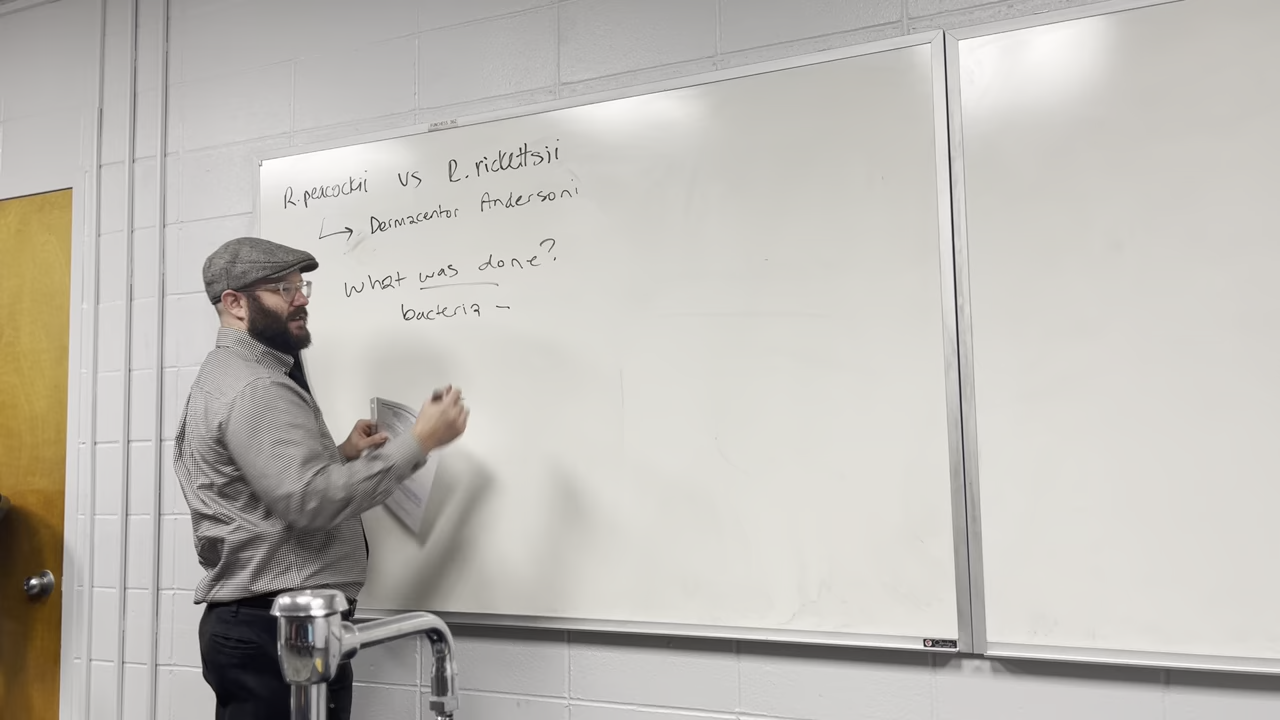 R. peacockii vs R. rickettsii
↳ Dermacentor Andersoni
What was done?
bacteria –